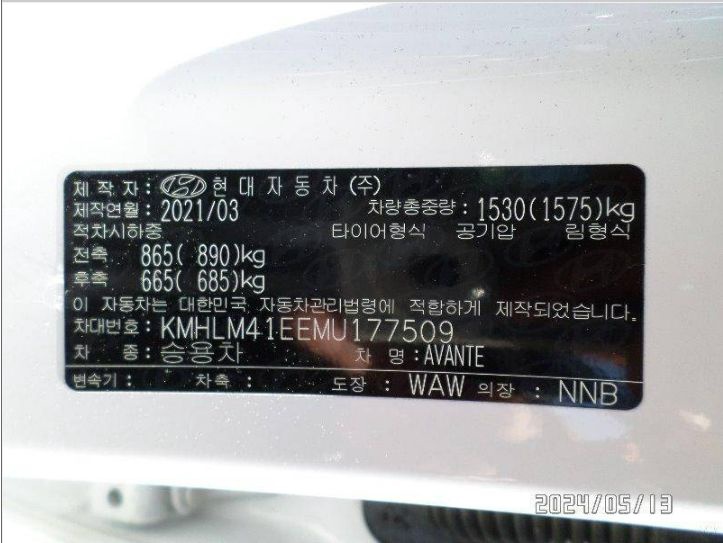 제 작 자 : 현 대 자 동 차 (주)
제작연월 : 2021/03 차량총중량 : 1530(1575)kg
적차시하중 타이어형식 공기압 림형식
전축 865( 890)kg
후축 665( 685)kg
이 자동차는 대한민국 자동차관리법령에 적합하게 제작되었습니다.
차대번호 : KMHLM41EEMU177509
차 종 : 승용차 차 명 : AVANTE
변속기 : 차축 : 도장 : WAW 의장 : NNB
2024/05/13